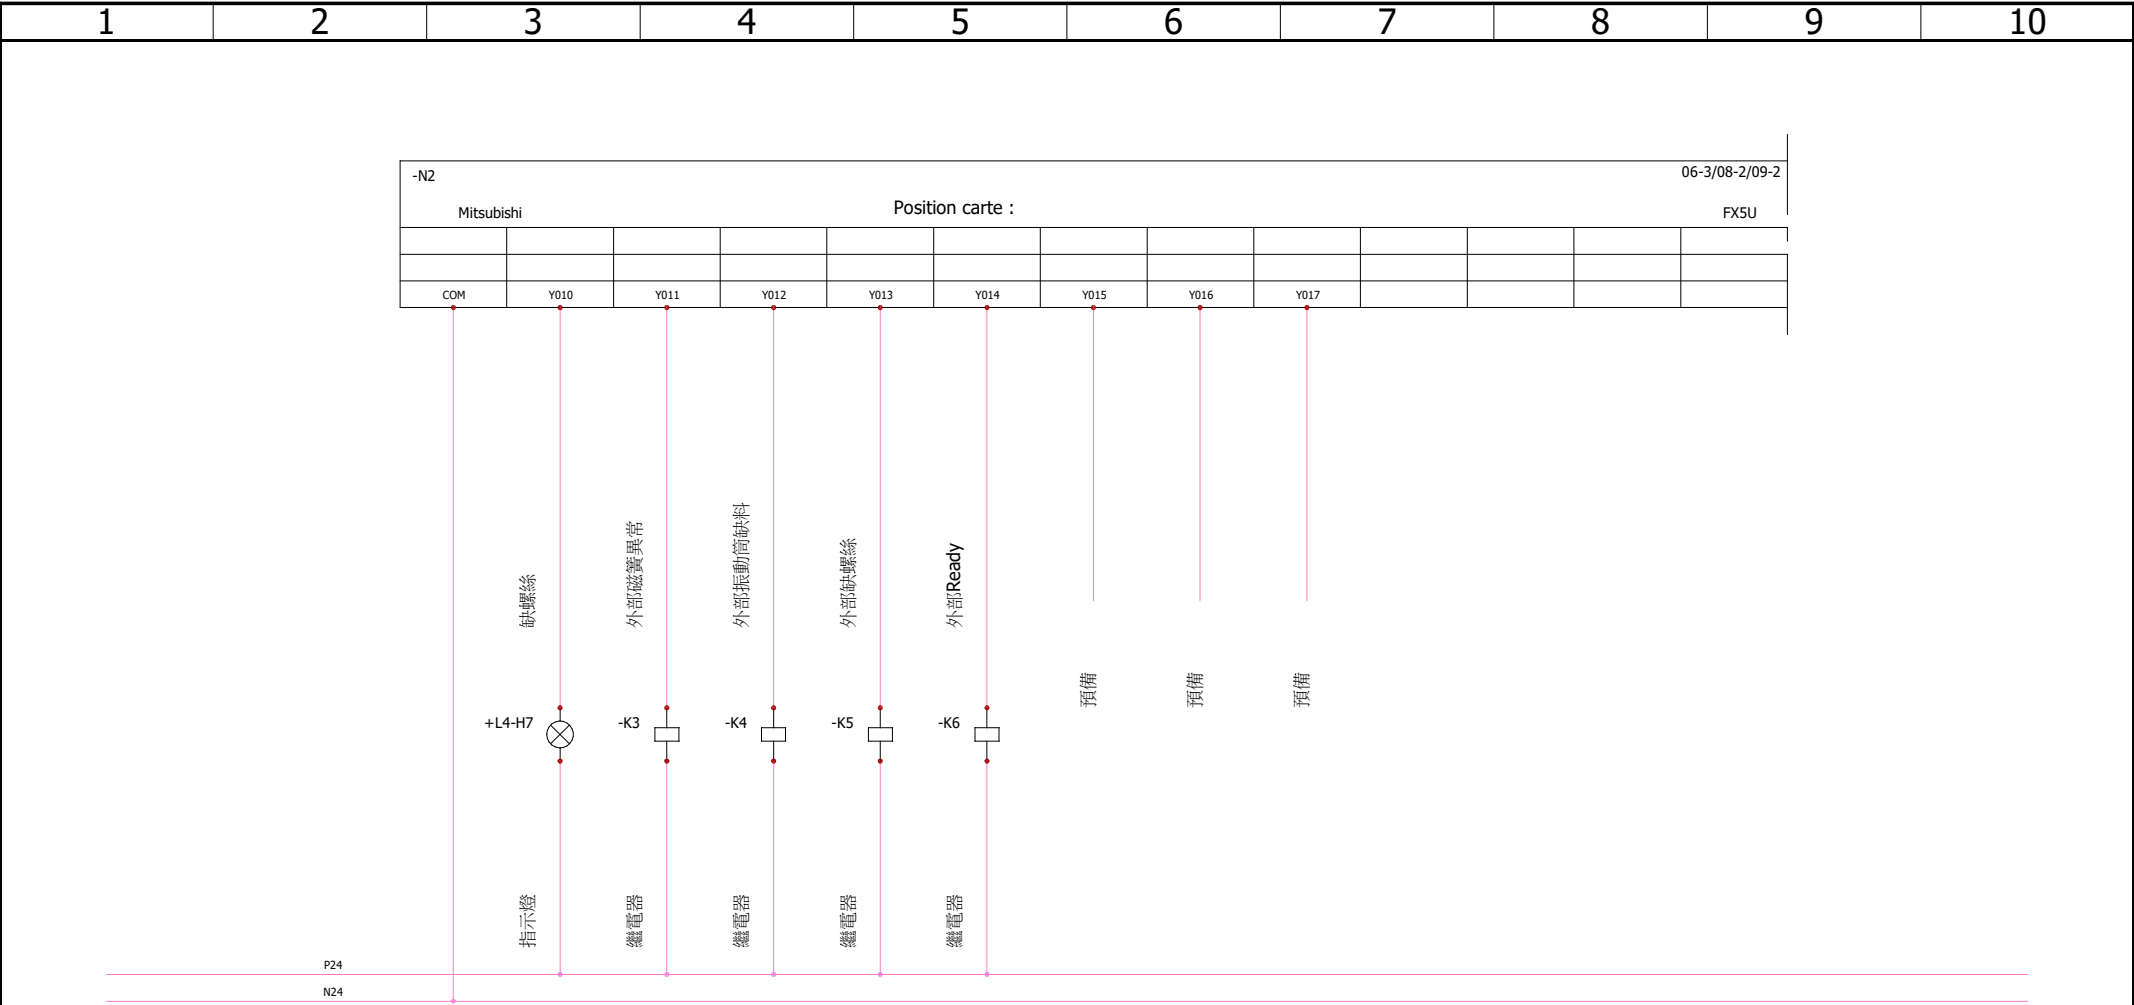 1 2 3 4 5 6 7 8 9 10
-N2 06-3/08-2/09-2
Mitsubishi Position carte : FX5U
COM Y010 Y011 Y012 Y013 Y014 Y015 Y016 Y017
缺螺絲
外部磁簧異常
外部振動筒缺料
外部缺螺絲
外部Ready
預備
預備
預備
+L4-H7 -K3 -K4 -K5 -K6
指示燈
繼電器
繼電器
繼電器
繼電器
P24
N24